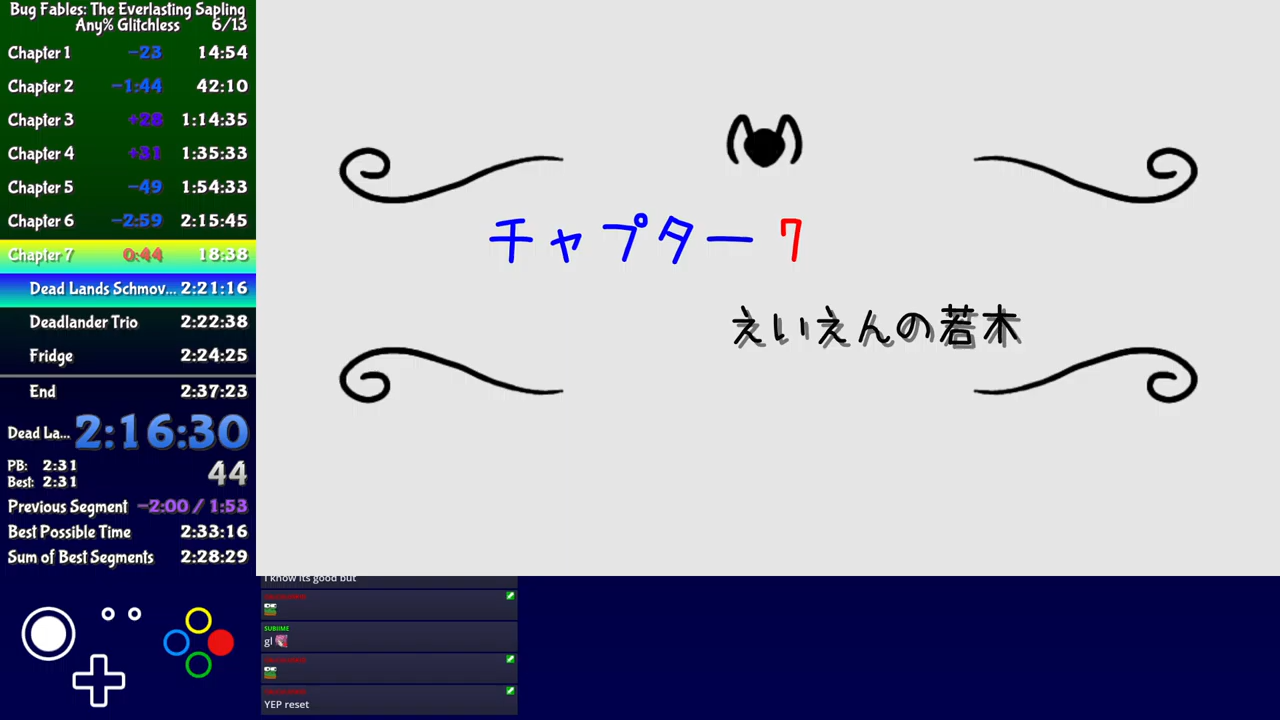 Bug Fables: The Everlasting Sapling
Any% Glitchless 6/13
Chapter 1 -23 14:54
Chapter 2 -1:44 42:10
Chapter 3 +28 1:14:35
Chapter 4 +31 1:35:33
Chapter 5 -49 1:54:33
Chapter 6 -2:59 2:15:45
Chapter 7 0:44 18:38
Dead Lands Schmov... 2:21:16
Deadlander Trio 2:22:38
Fridge 2:24:25
End 2:37:23
Dead La... 2:16:30
PB: 2:31
Best: 2:31
44
Previous Segment -2:00 / 1:53
Best Possible Time 2:33:16
Sum of Best Segments 2:28:29
チャプター 7
えいえんの若木
I know its good but
SUBIIME
gl
YEP reset